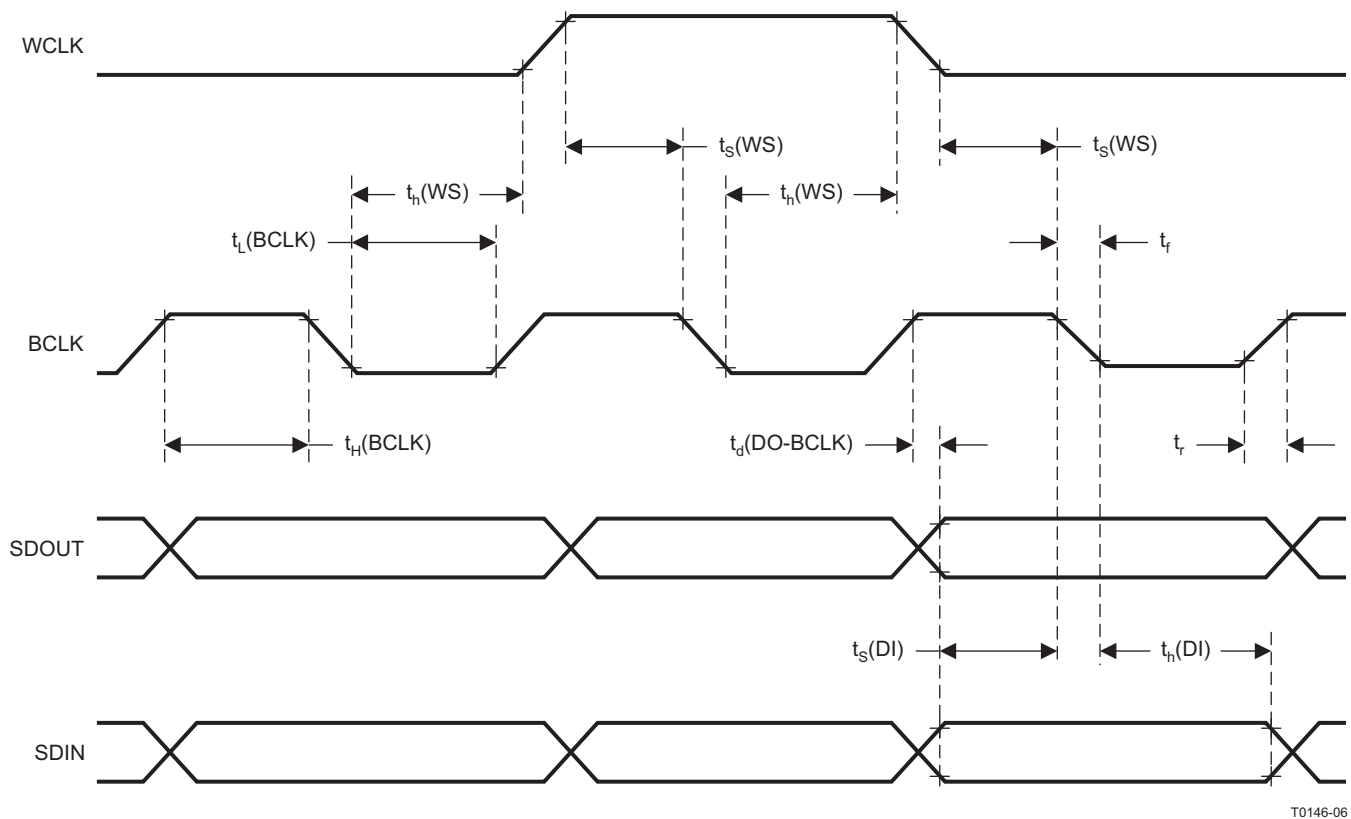 WCLK
tS(WS)
tS(WS)
th(WS)
th(WS)
tL(BCLK)
tf
BCLK
tH(BCLK)
td(DO-BCLK)
tr
SDOUT
tS(DI)
th(DI)
SDIN
T0146-06